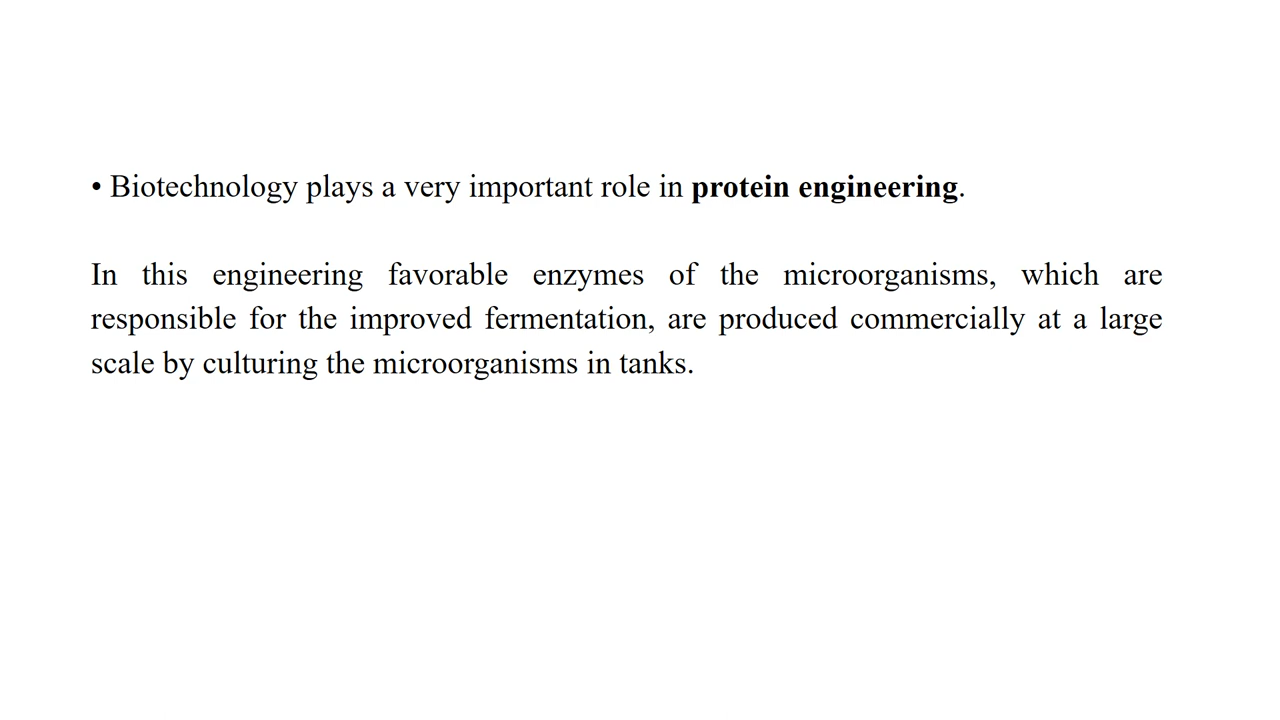 • Biotechnology plays a very important role in protein engineering.
In this engineering favorable enzymes of the microorganisms, which are
responsible for the improved fermentation, are produced commercially at a large
scale by culturing the microorganisms in tanks.